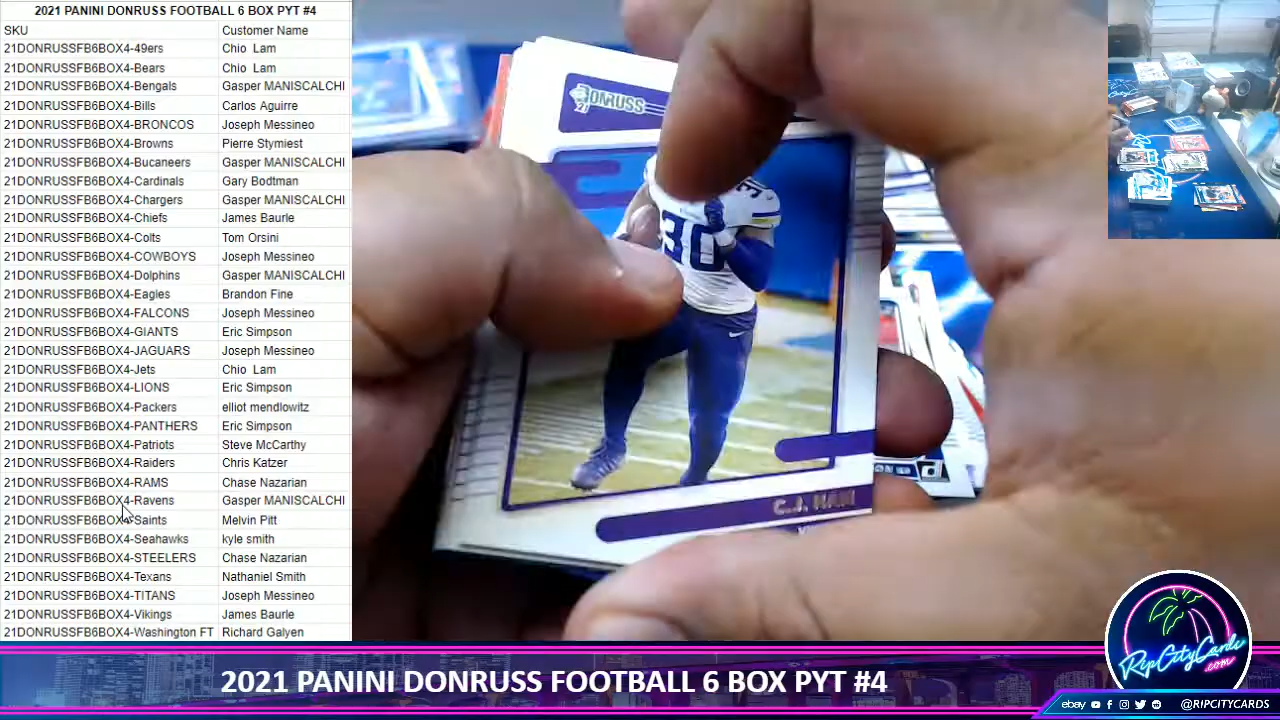 2021 PANINI DONRUSS FOOTBALL 6 BOX PYT #4
SKU Customer Name
21DONRUSSFB6BOX4-49ers Chio Lam
21DONRUSSFB6BOX4-Bears Chio Lam
21DONRUSSFB6BOX4-Bengals Gasper MANISCALCHI
21DONRUSSFB6BOX4-Bills Carlos Aguirre
21DONRUSSFB6BOX4-BRONCOS Joseph Messineo
21DONRUSSFB6BOX4-Browns Pierre Stymiest
21DONRUSSFB6BOX4-Bucaneers Gasper MANISCALCHI
21DONRUSSFB6BOX4-Cardinals Gary Bodtman
21DONRUSSFB6BOX4-Chargers Gasper MANISCALCHI
21DONRUSSFB6BOX4-Chiefs James Baurle
21DONRUSSFB6BOX4-Colts Tom Orsini
21DONRUSSFB6BOX4-COWBOYS Joseph Messineo
21DONRUSSFB6BOX4-Dolphins Gasper MANISCALCHI
21DONRUSSFB6BOX4-Eagles Brandon Fine
21DONRUSSFB6BOX4-FALCONS Joseph Messineo
21DONRUSSFB6BOX4-GIANTS Eric Simpson
21DONRUSSFB6BOX4-JAGUARS Joseph Messineo
21DONRUSSFB6BOX4-Jets Chio Lam
21DONRUSSFB6BOX4-LIONS Eric Simpson
21DONRUSSFB6BOX4-Packers elliot mendlowitz
21DONRUSSFB6BOX4-PANTHERS Eric Simpson
21DONRUSSFB6BOX4-Patriots Steve McCarthy
21DONRUSSFB6BOX4-Raiders Chris Katzer
21DONRUSSFB6BOX4-RAMS Chase Nazarian
21DONRUSSFB6BOX4-Ravens Gasper MANISCALCHI
21DONRUSSFB6BOX4-Saints Melvin Pitt
21DONRUSSFB6BOX4-Seahawks kyle smith
21DONRUSSFB6BOX4-STEELERS Chase Nazarian
21DONRUSSFB6BOX4-Texans Nathaniel Smith
21DONRUSSFB6BOX4-TITANS Joseph Messineo
21DONRUSSFB6BOX4-Vikings James Baurle
21DONRUSSFB6BOX4-Washington FT Richard Galyen
DONRUSS
21
30
C.J. HAM
RipCityCards
.com
2021 PANINI DONRUSS FOOTBALL 6 BOX PYT #4
ebay @RIPCITYCARDS